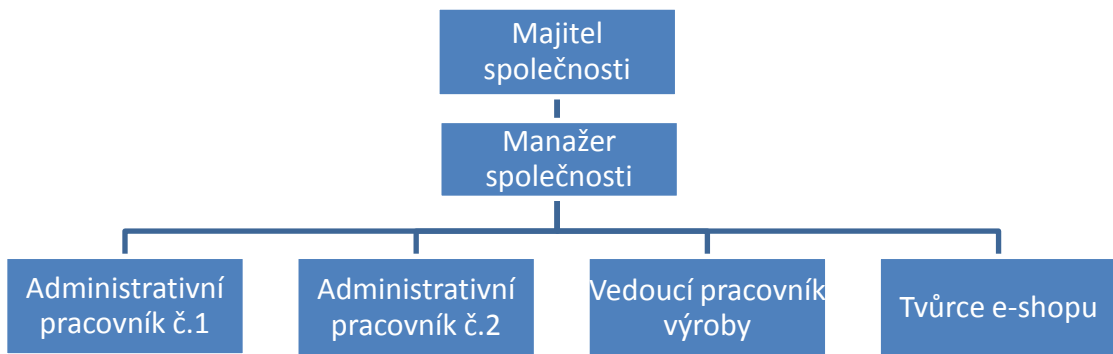 Majitel
společnosti
Manažer
společnosti
Administrativní
pracovník č.1
Administrativní
pracovník č.2
Vedoucí pracovník
výroby
Tvůrce e-shopu